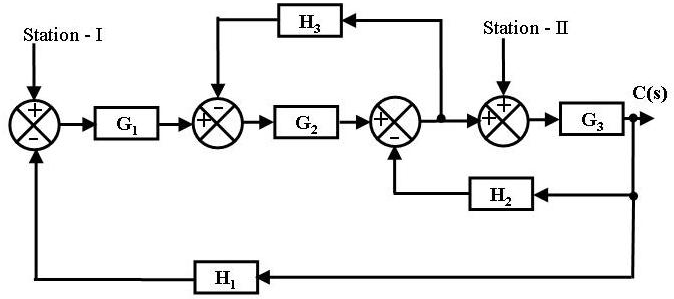 H₃
Station - I
Station - II
C(s)
+
-
G₁
-
+
G₂
+
-
+
+
G₃
H₂
H₁